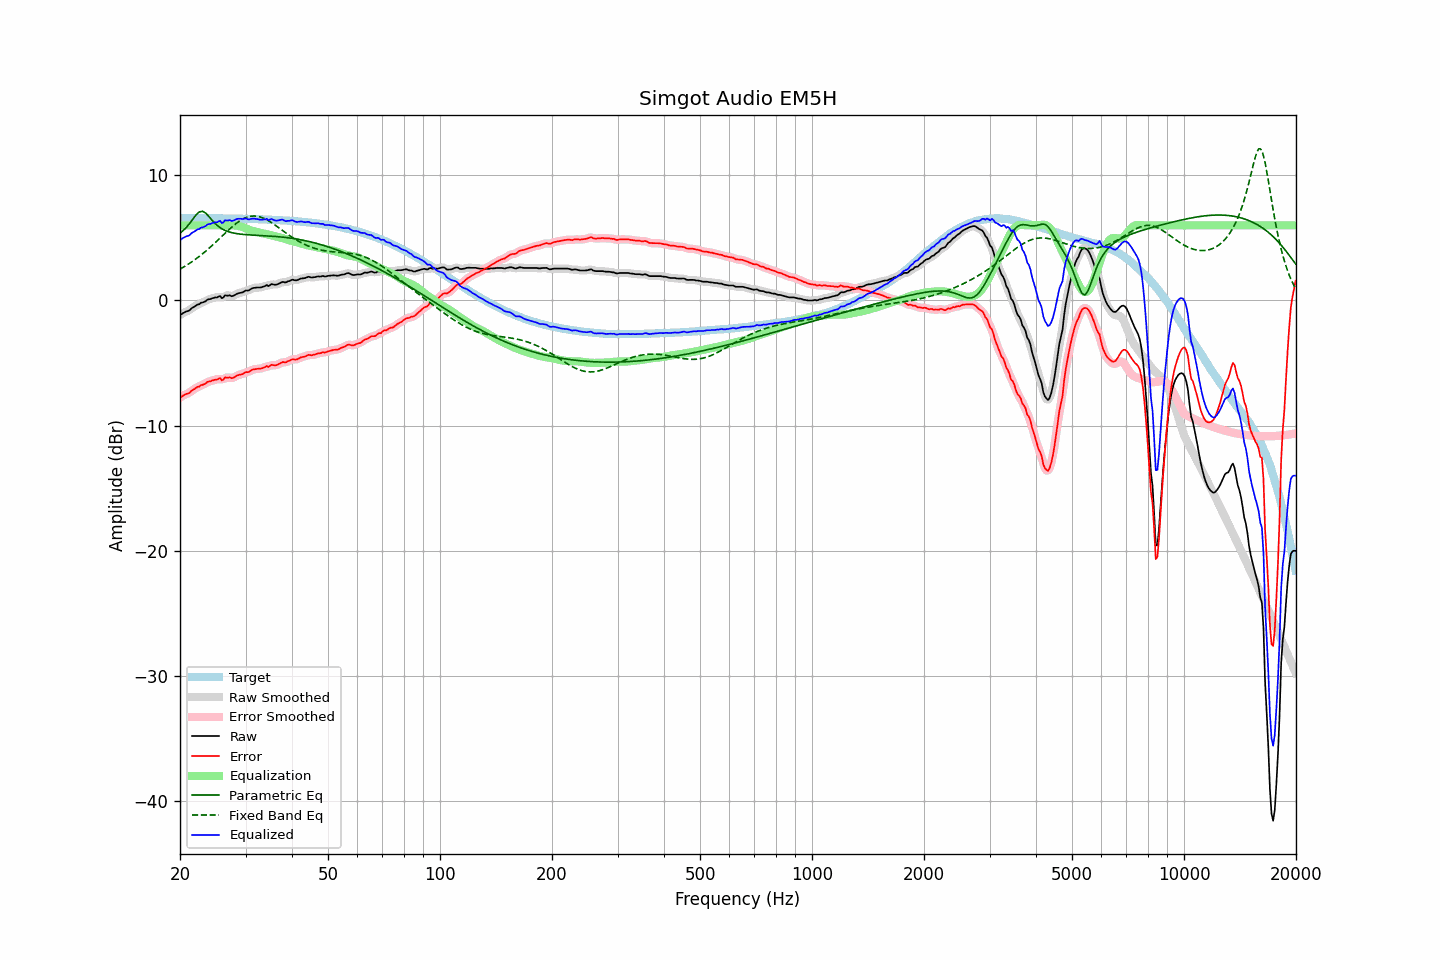 Simgot Audio EM5H
Amplitude (dBr)
10
0
−10
−20
−30
−40
Target
Raw Smoothed
Error Smoothed
Raw
Error
Equalization
Parametric Eq
Fixed Band Eq
Equalized
20 50 100 200 500 1000 2000 5000 10000 20000
Frequency (Hz)